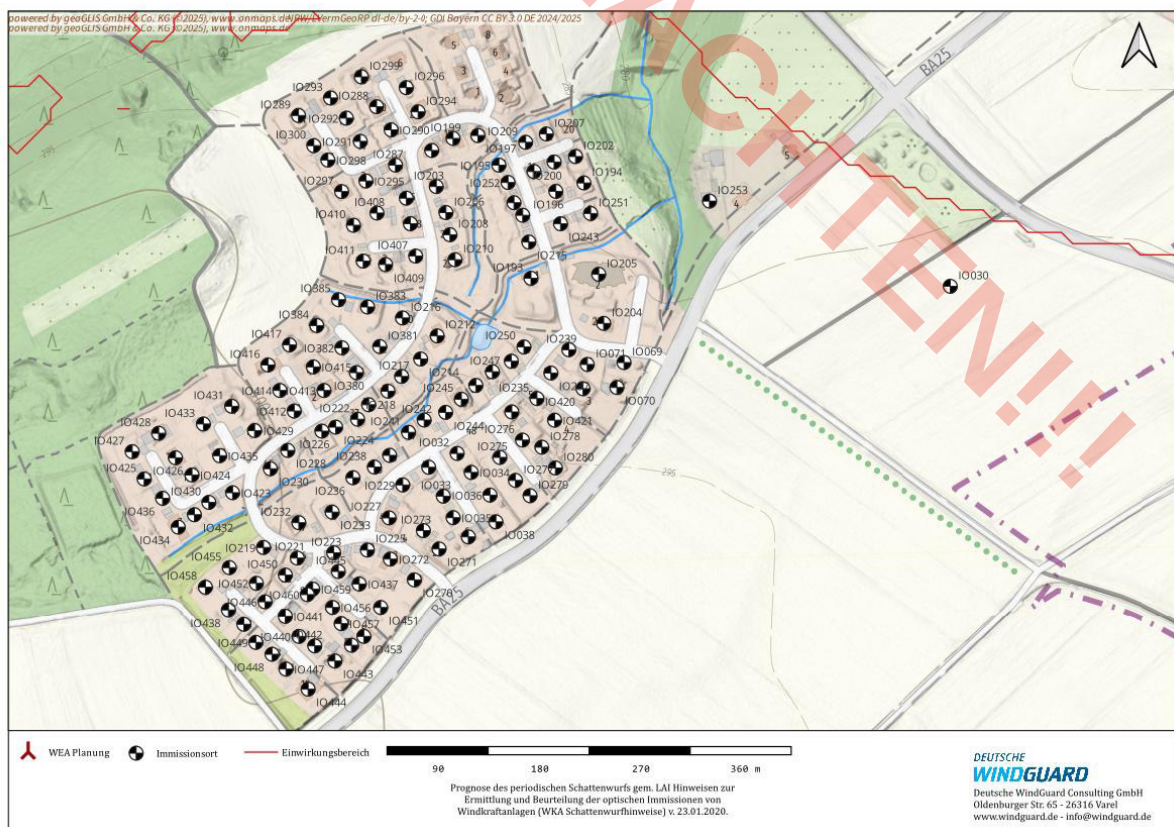 powered by geoGLIS GmbH & Co. KG (©2025), www.onmaps.de
powered by geoGLIS GmbH & Co. KG (©2025), www.onmaps.de
GeoRP dl-de/by-2-0; GDI Bayern CC BY 3.0 DE 2024/2025
ACHTEN!!!
BA25
BA25
295
IO299
IO296
IO293
IO288
IO289
IO294
IO292
IO290
IO199
IO209
IO207
IO300
IO291
IO197
IO202
IO298
IO287
IO195
IO297
IO295
IO203
IO252
IO200
IO194
IO253
IO408
IO206
IO196
IO251
IO410
IO208
IO243
IO411
IO407
IO210
IO215
IO409
IO193
IO205
IO030
IO385
IO383
IO384
IO216
IO204
IO417
IO212
IO382
IO381
IO250
IO239
IO069
IO416
IO415
IO217
IO247
IO071
IO214
IO414
IO413
IO380
IO245
IO235
IO070
IO431
IO412
IO222
IO218
IO242
IO420
IO433
IO428
IO241
IO244
IO276
IO421
IO429
IO226
IO224
IO032
IO278
IO427
IO435
IO228
IO238
IO275
IO280
IO425
IO426
IO424
IO230
IO236
IO229
IO033
IO034
IO279
IO430
IO423
IO036
IO436
IO432
IO232
IO227
IO035
IO434
IO233
IO273
IO038
IO455
IO219
IO221
IO223
IO225
IO272
IO271
IO458
IO452
IO450
IO445
IO437
IO270
IO446
IO460
IO459
IO438
IO441
IO456
IO451
IO449
IO440
IO442
IO457
IO453
IO448
IO447
IO443
IO444
WEA Planung
Immissionsort
Einwirkungsbereich
90 180 270 360 m
Prognose des periodischen Schattenwurfs gem. LAI Hinweisen zur
Ermittlung und Beurteilung der optischen Immissionen von
Windkraftanlagen (WKA Schattenwurfhinweise) v. 23.01.2020.
DEUTSCHE
WINDGUARD
Deutsche WindGuard Consulting GmbH
Oldenburger Str. 65 - 26316 Varel
www.windguard.de - info@windguard.de